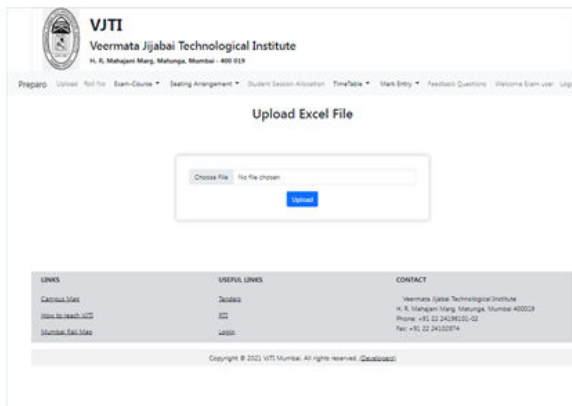 VJTI
Veermata Jijabai Technological Institute
H. R. Mahajani Marg, Matunga, Mumbai - 400 019
Preparo Upload Roll No Exam-Course Seating Arrangement Student Session Allocation TimeTable Mark Entry Feedback Questions Welcome Exam user Log
Upload Excel File
Choose File No file chosen
Upload
LINKS USEFUL LINKS CONTACT
Campus Map Tenders Veermata Jijabai Technological Institute
How to reach VJTI RTI H. R. Mahajani Marg, Matunga, Mumbai 400019
Phone: +91 22 24198101-02
Mumbai Rail Map Login Fax: +91 22 24102874
Copyright © 2021 VJTI Mumbai. All rights reserved. (Developers)